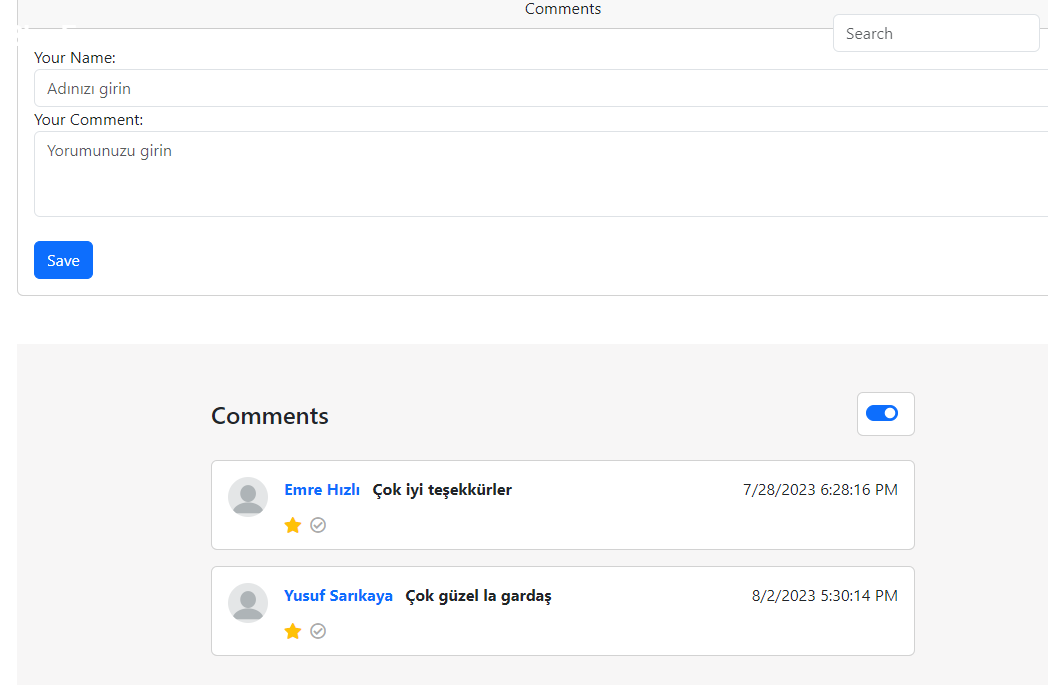 Comments
Search
Your Name:
Adınızı girin
Your Comment:
Yorumunuzu girin
Save
Comments
Emre Hızlı Çok iyi teşekkürler 7/28/2023 6:28:16 PM
Yusuf Sarıkaya Çok güzel la gardaş 8/2/2023 5:30:14 PM